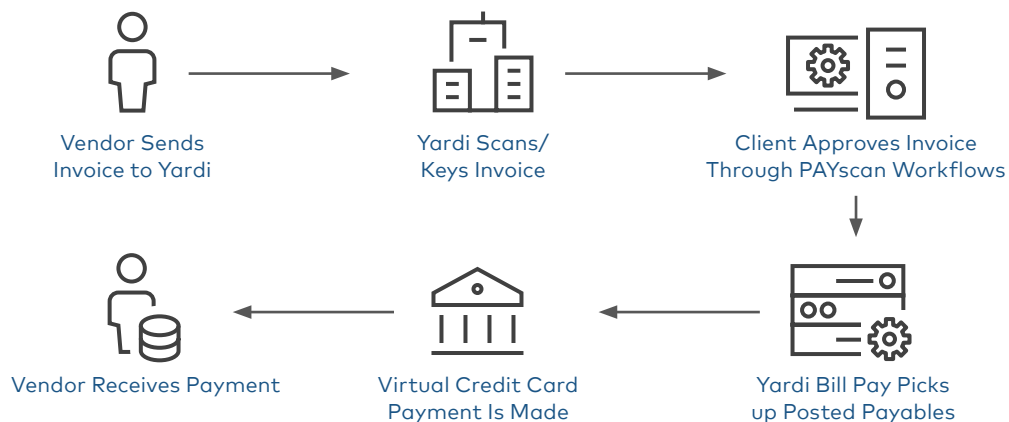 Vendor Sends
Invoice to Yardi
Yardi Scans/
Keys Invoice
Client Approves Invoice
Through PAYscan Workflows
Yardi Bill Pay Picks
up Posted Payables
Virtual Credit Card
Payment Is Made
Vendor Receives Payment